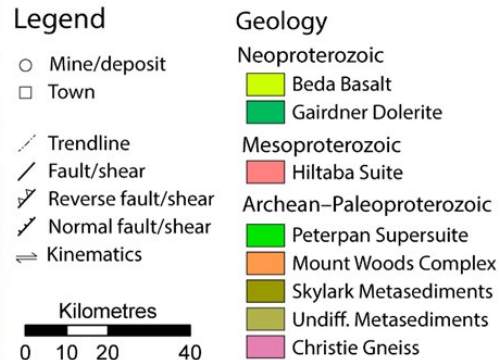 Legend
Mine/deposit
Town
Trendline
Fault/shear
Reverse fault/shear
Normal fault/shear
Kinematics
Kilometres
0 10 20 40
Geology
Neoproterozoic
Beda Basalt
Gairdner Dolerite
Mesoproterozoic
Hiltaba Suite
Archean–Paleoproterozoic
Peterpan Supersuite
Mount Woods Complex
Skylark Metasediments
Undiff. Metasediments
Christie Gneiss